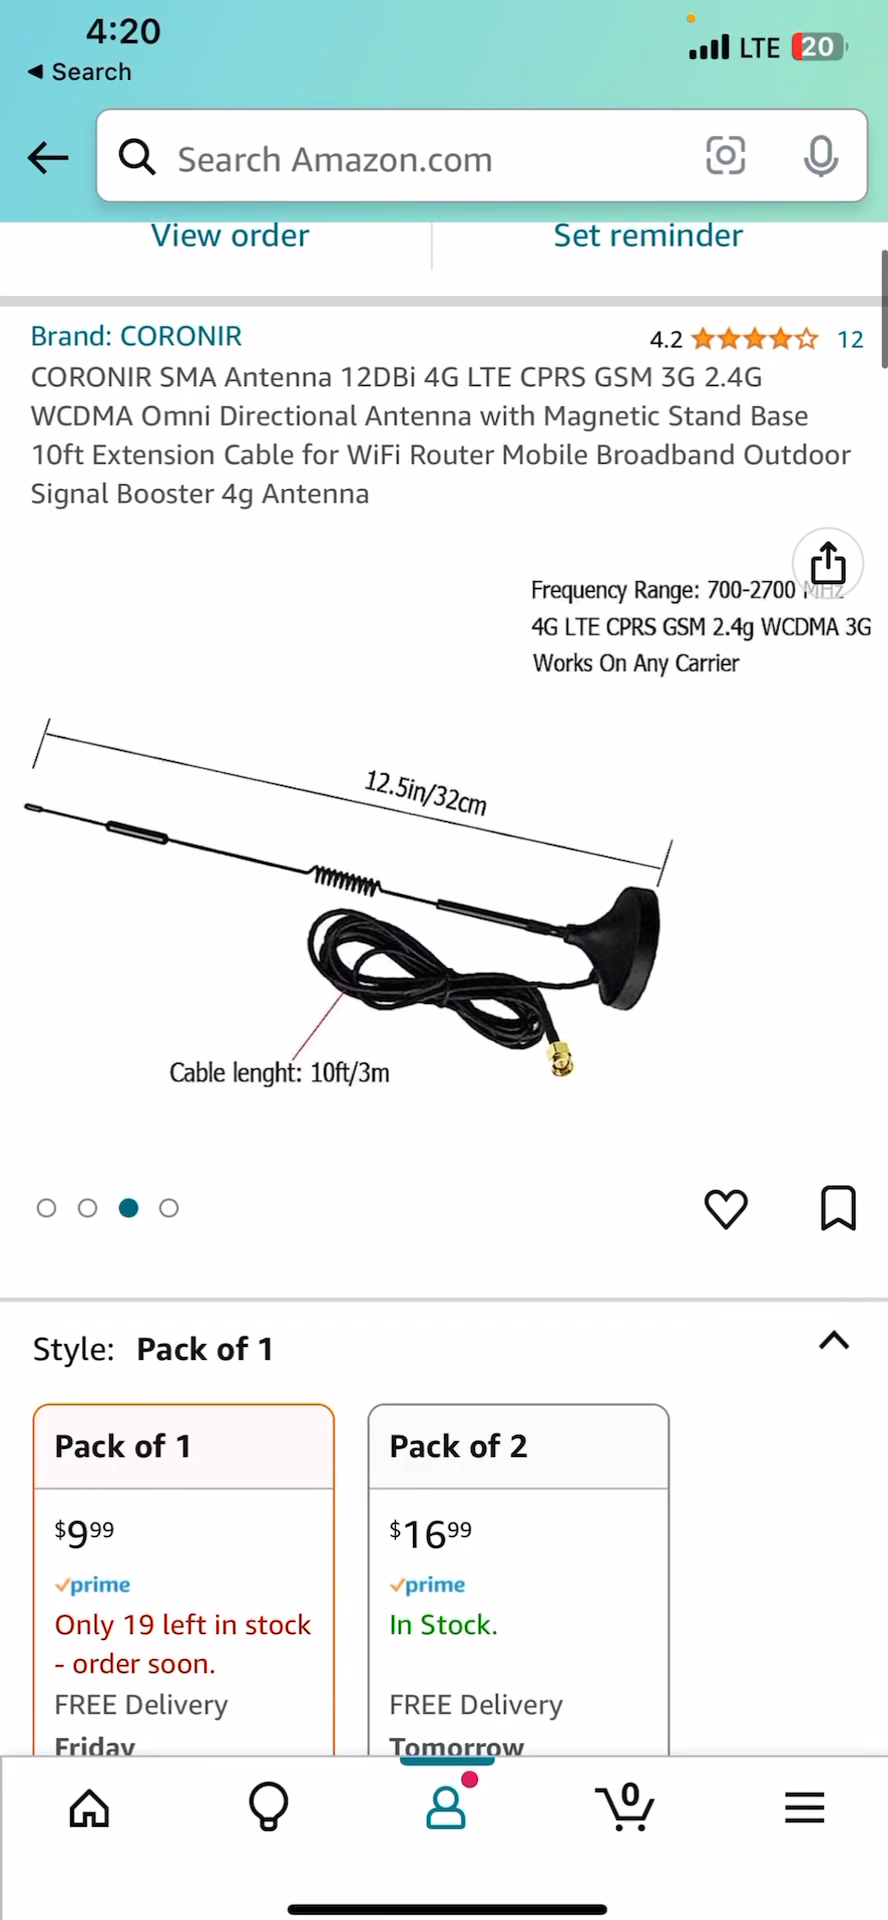 4:20
LTE 20
◀ Search
Search Amazon.com
View order
Set reminder
Brand: CORONIR
4.2 12
CORONIR SMA Antenna 12DBi 4G LTE CPRS GSM 3G 2.4G
WCDMA Omni Directional Antenna with Magnetic Stand Base
10ft Extension Cable for WiFi Router Mobile Broadband Outdoor
Signal Booster 4g Antenna
Frequency Range: 700-2700 MHz
4G LTE CPRS GSM 2.4g WCDMA 3G
Works On Any Carrier
12.5in/32cm
Cable lenght: 10ft/3m
Style: Pack of 1
Pack of 1
$9.99
prime
Only 19 left in stock
- order soon.
FREE Delivery
Friday
Pack of 2
$16.99
prime
In Stock.
FREE Delivery
Tomorrow
0